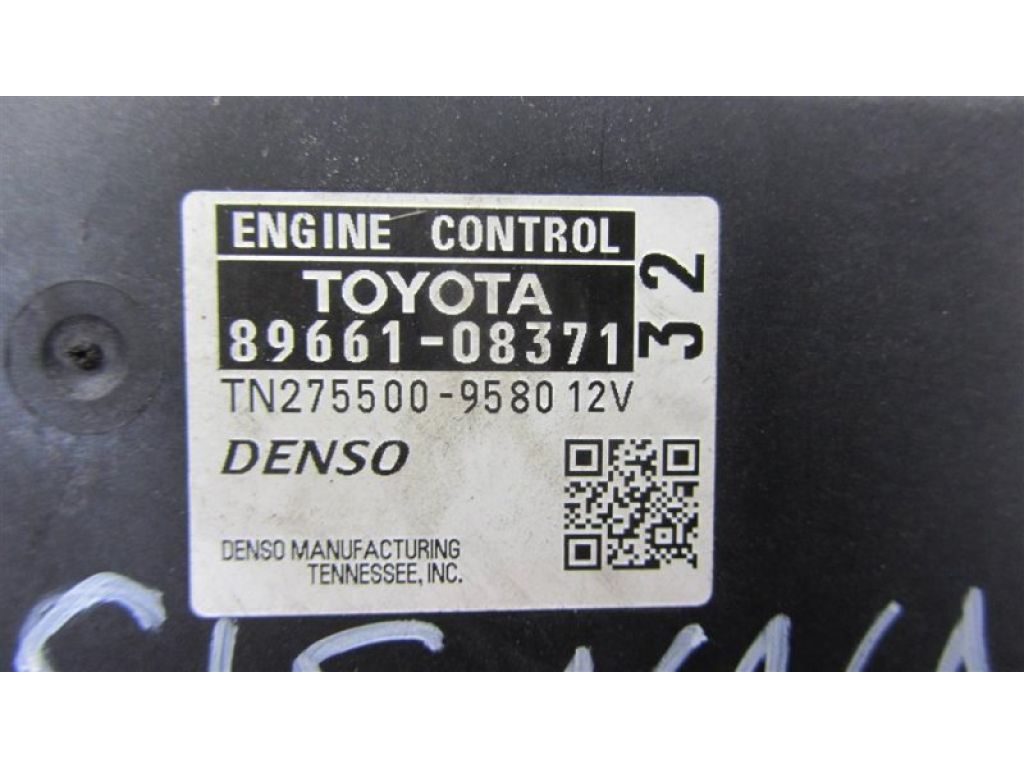 ENGINE CONTROL
TOYOTA
89661-08371
32
TN275500-9580 12V
DENSO
DENSO MANUFACTURING
TENNESSEE, INC.